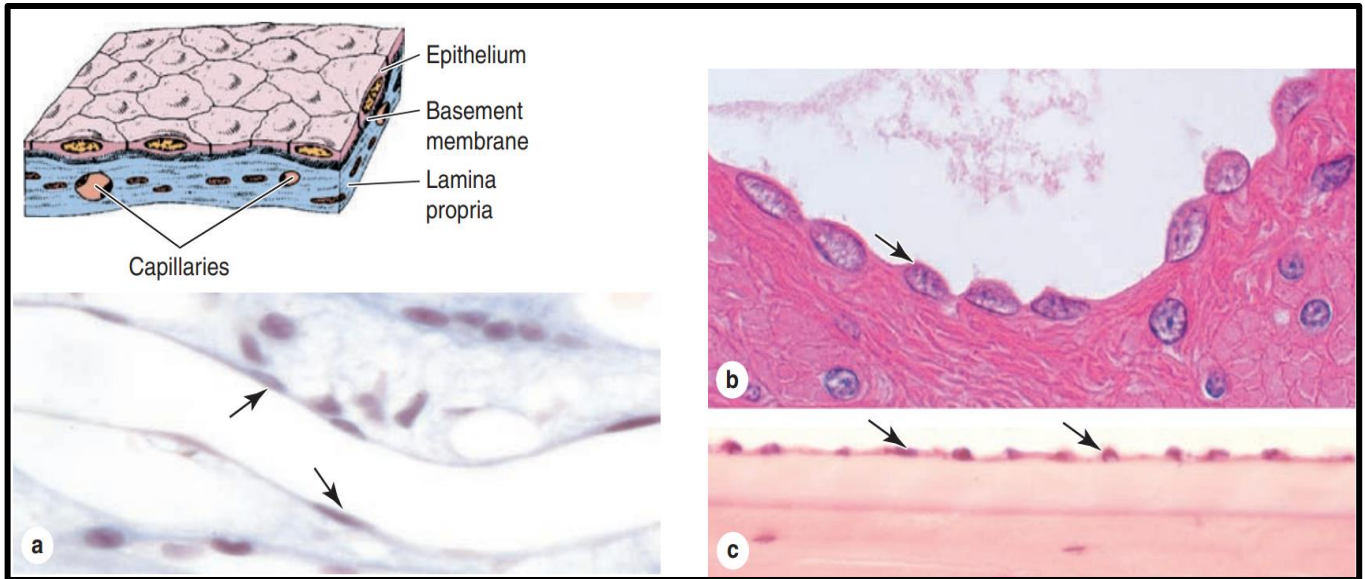 Epithelium
Basement
membrane
Lamina
propria
Capillaries
a
b
c